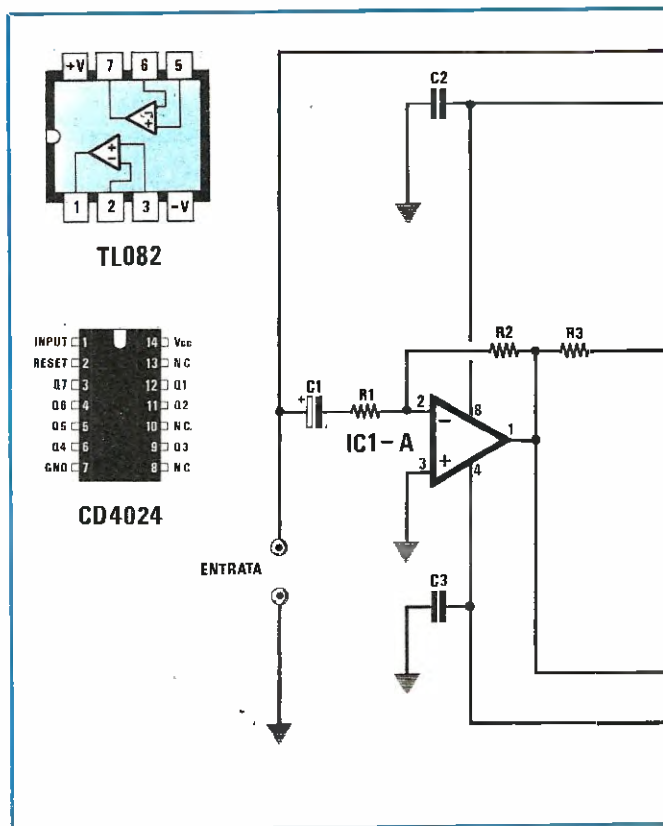 +V 7 6 5
1 2 3 -V
TL082
INPUT 1 14 Vcc
RESET 2 13 NC
Q7 3 12 Q1
Q6 4 11 Q2
Q5 5 10 NC.
Q4 6 9 Q3
GND 7 8 NC
CD4024
C2
R2 R3
C1 R1
+
2 8
IC1-A 1
3 4
C3
ENTRATA